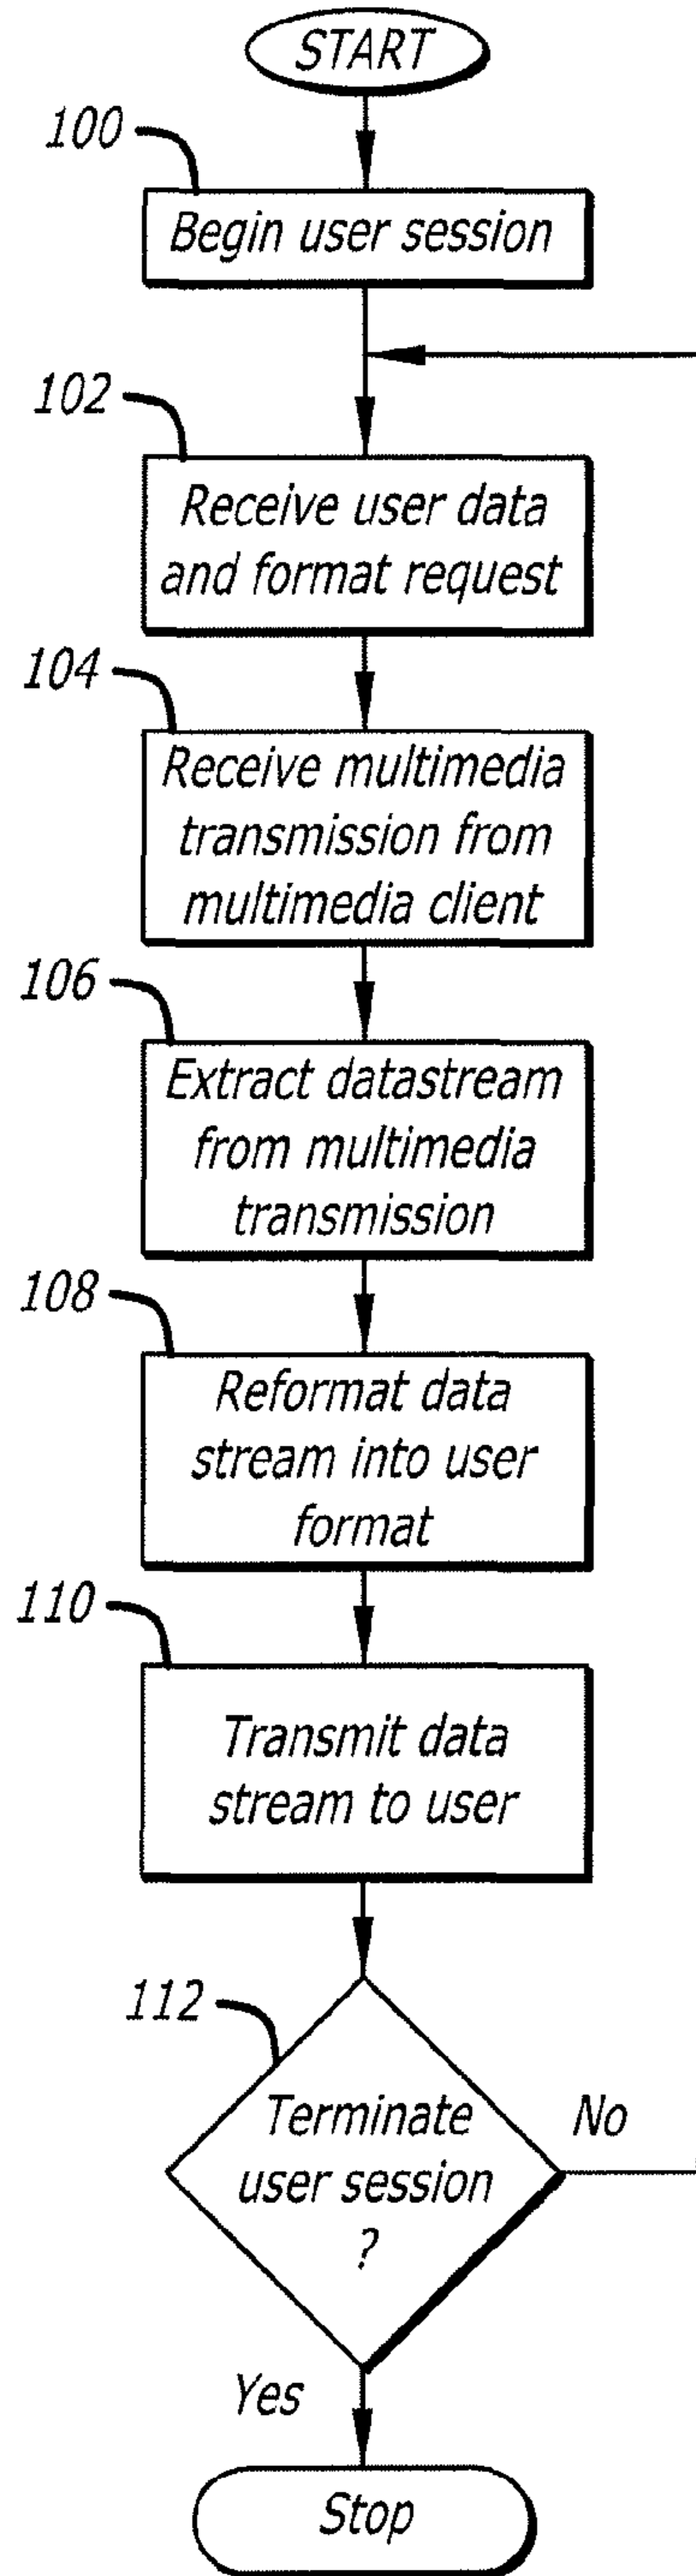 START
100
Begin user session
102
Receive user data
and format request
104
Receive multimedia
transmission from
multimedia client
106
Extract datastream
from multimedia
transmission
108
Reformat data
stream into user
format
110
Transmit data
stream to user
112
Terminate
user session
?
No
Yes
Stop